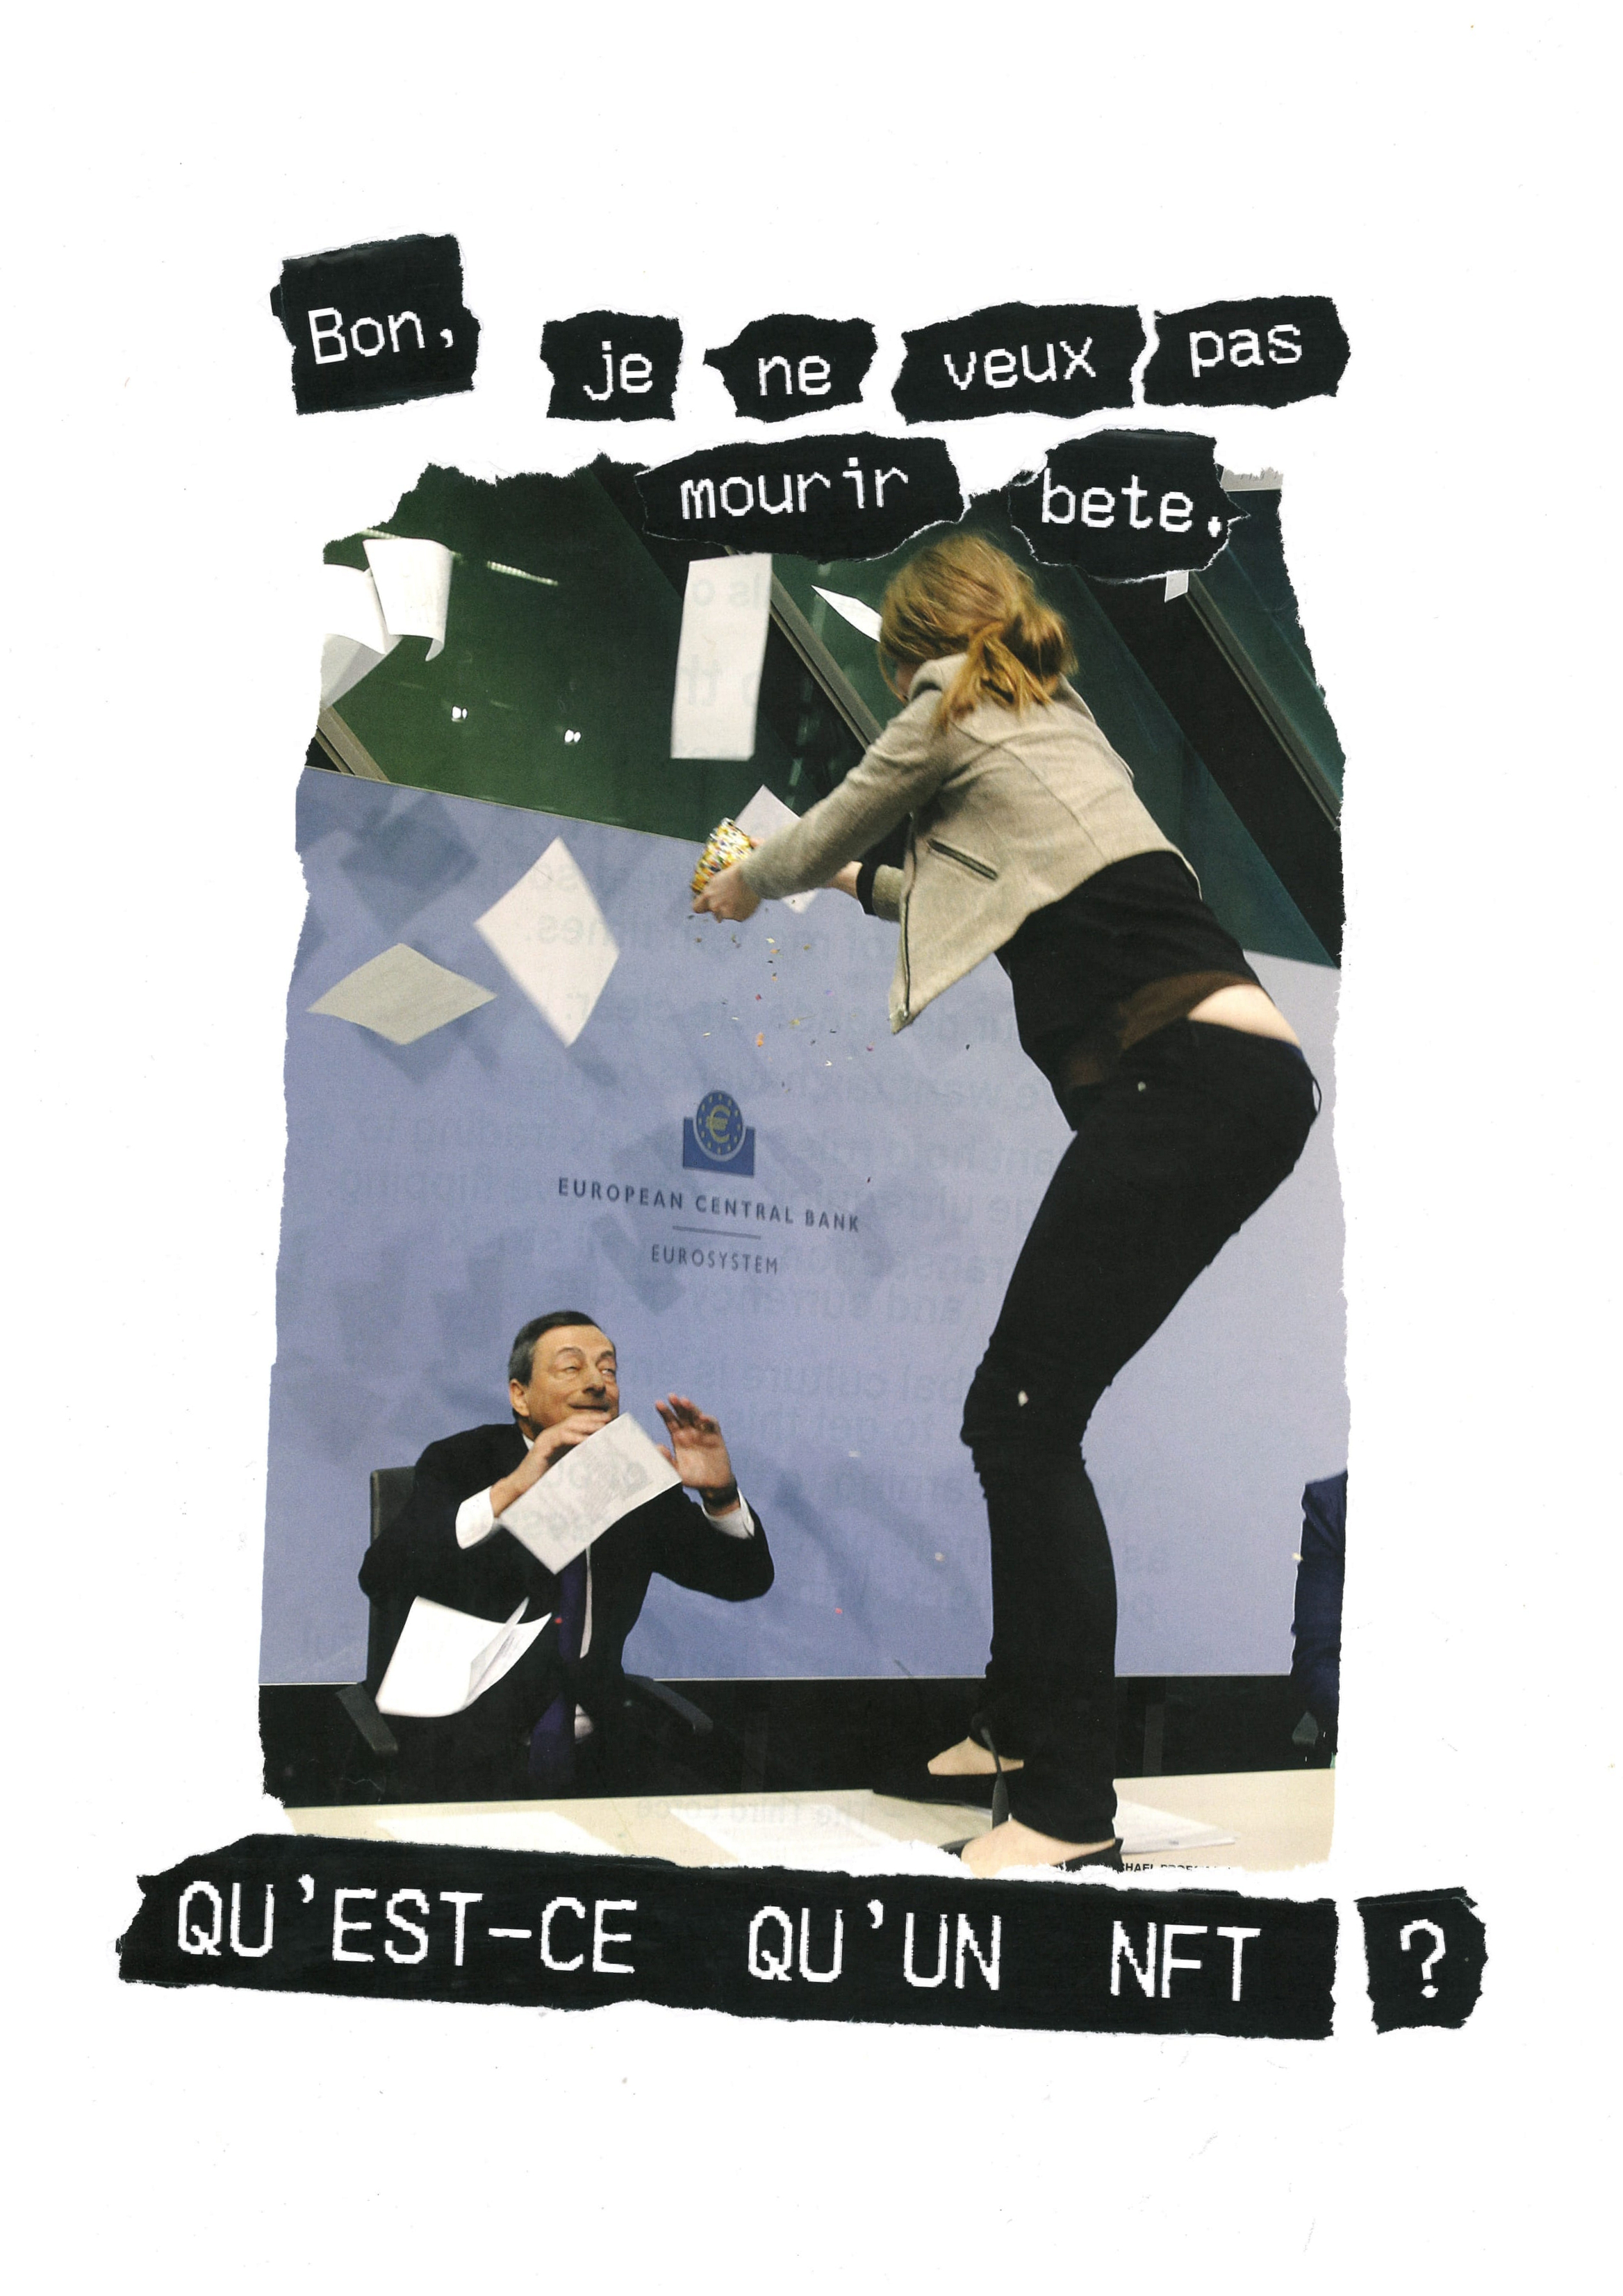 Bon, je ne veux pas
mourir bete.
EUROPEAN CENTRAL BANK
EUROSYSTEM
QU'EST-CE QU'UN NFT ?